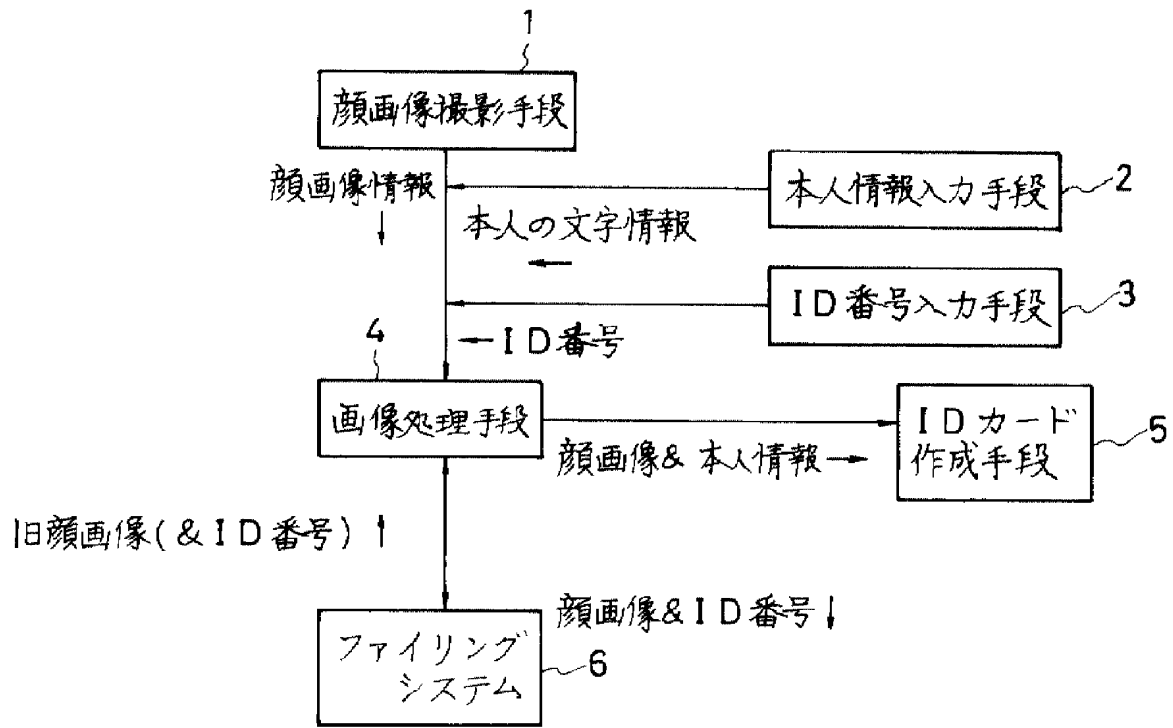 1
顔画像撮影手段
顔画像情報
↓
本人情報入力手段
2
本人の文字情報
←
ID番号入力手段
3
←ID番号
4
画像処理手段
顔画像&本人情報→
IDカード
作成手段
5
旧顔画像(&ID番号)↑
顔画像&ID番号↓
ファイリング
システム
6